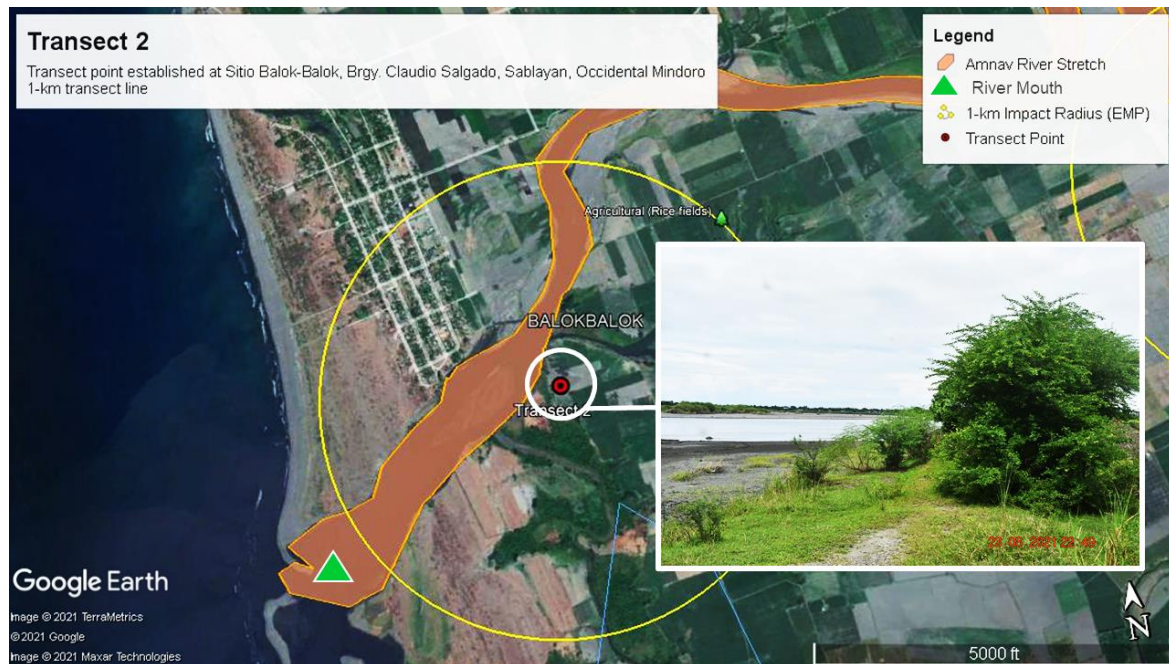 Transect 2
Transect point established at Sitio Balok-Balok, Brgy. Claudio Salgado, Sablayan, Occidental Mindoro
1-km transect line
Legend
Amnav River Stretch
River Mouth
1-km Impact Radius (EMP)
Transect Point
Agricultural (Rice fields)
BALOKBALOK
Transect 2
Google Earth
Image © 2021 TerraMetrics
© 2021 Google
Image © 2021 Maxar Technologies
N
5000 ft